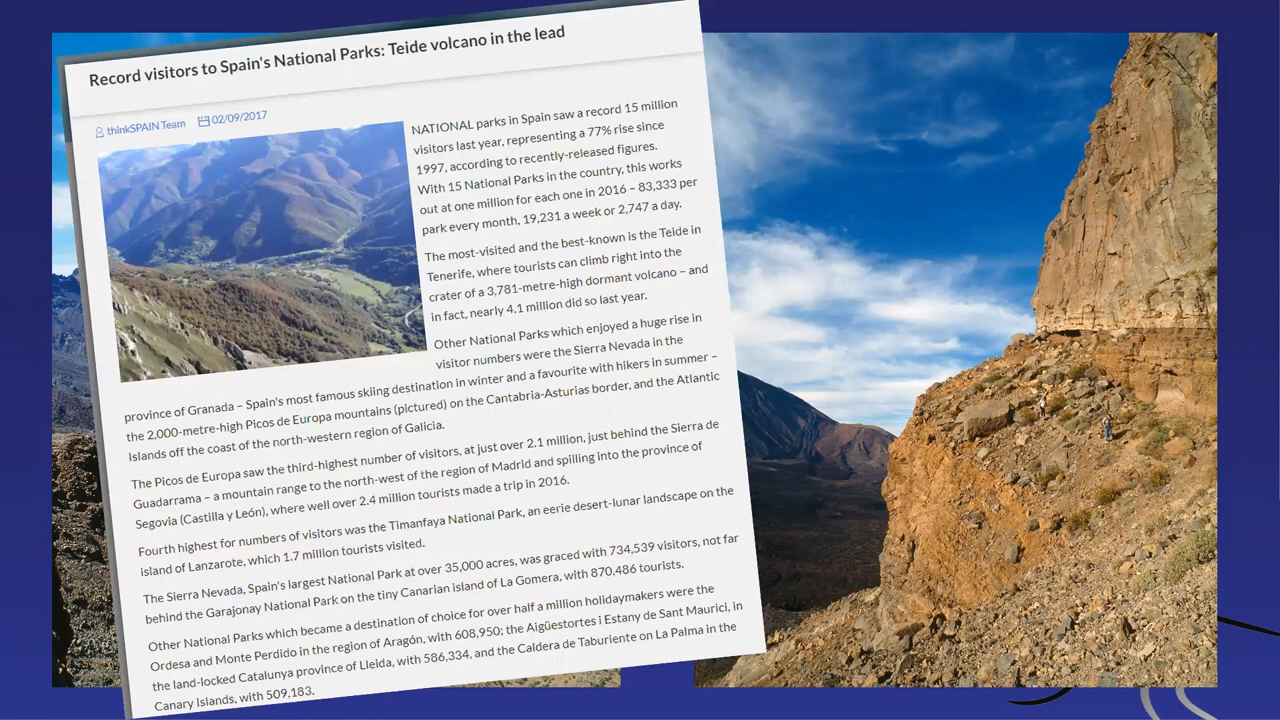 Record visitors to Spain's National Parks: Teide volcano in the lead
thinkSPAIN Team 02/09/2017
NATIONAL parks in Spain saw a record 15 million
visitors last year, representing a 77% rise since
1997, according to recently-released figures.
With 15 National Parks in the country, this works
out at one million for each one in 2016 – 83,333 per
park every month, 19,231 a week or 2,747 a day.
The most-visited and the best-known is the Teide in
Tenerife, where tourists can climb right into the
crater of a 3,781-metre-high dormant volcano – and
in fact, nearly 4.1 million did so last year.
Other National Parks which enjoyed a huge rise in
visitor numbers were the Sierra Nevada in the
province of Granada – Spain's most famous skiing destination in winter and a favourite with hikers in summer –
the 2,000-metre-high Picos de Europa mountains (pictured) on the Cantabria-Asturias border, and the Atlantic
Islands off the coast of the north-western region of Galicia.
The Picos de Europa saw the third-highest number of visitors, at just over 2.1 million, just behind the Sierra de
Guadarrama – a mountain range to the north-west of the region of Madrid and spilling into the province of
Segovia (Castilla y León), where well over 2.4 million tourists made a trip in 2016.
Fourth highest for numbers of visitors was the Timanfaya National Park, an eerie desert-lunar landscape on the
island of Lanzarote, which 1.7 million tourists visited.
The Sierra Nevada, Spain's largest National Park at over 35,000 acres, was graced with 734,539 visitors, not far
behind the Garajonay National Park on the tiny Canarian island of La Gomera, with 870,486 tourists.
Other National Parks which became a destination of choice for over half a million holidaymakers were the
Ordesa and Monte Perdido in the region of Aragón, with 608,950; the Aigüestortes i Estany de Sant Maurici, in
the land-locked Catalunya province of Lleida, with 586,334, and the Caldera de Taburiente on La Palma in the
Canary Islands, with 509,183.